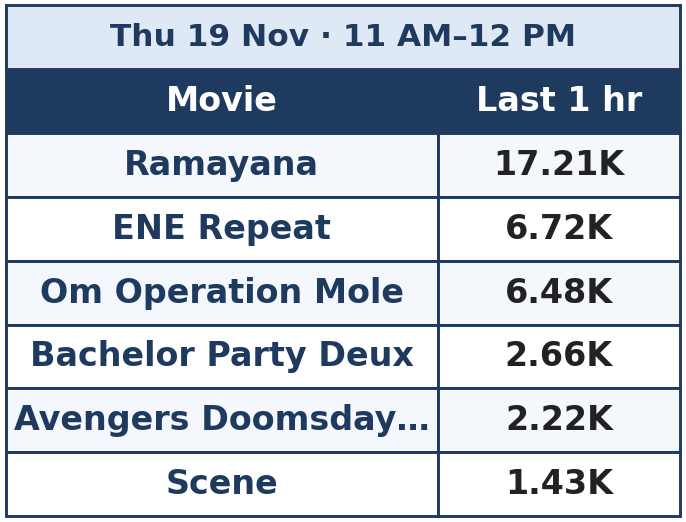 Thu 19 Nov · 11 AM–12 PM
Movie Last 1 hr
Ramayana 17.21K
ENE Repeat 6.72K
Om Operation Mole 6.48K
Bachelor Party Deux 2.66K
Avengers Doomsday… 2.22K
Scene 1.43K